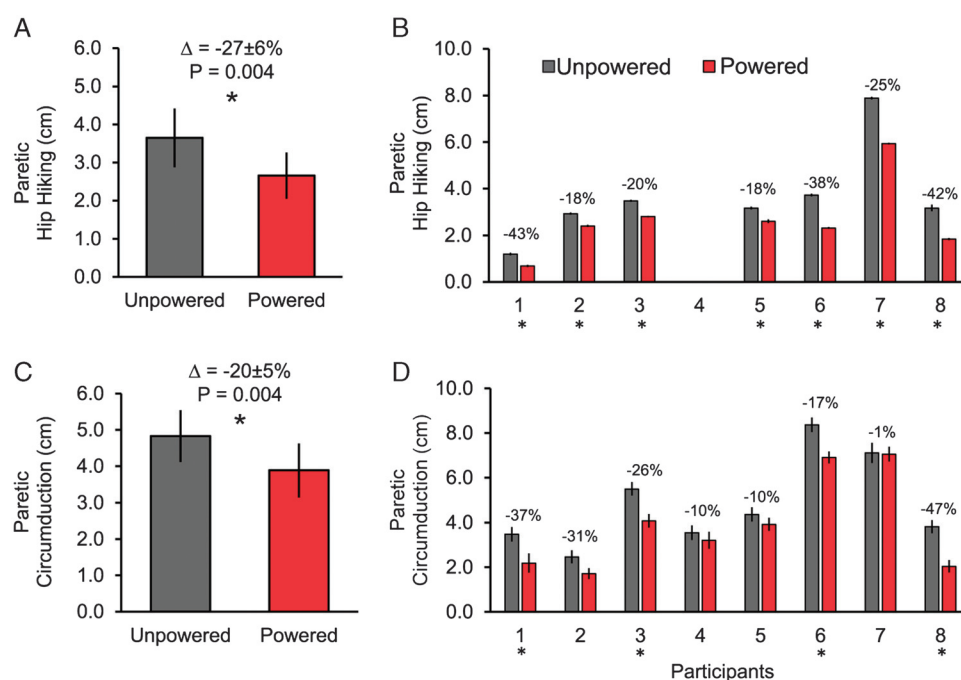 A
Δ = -27±6%
P = 0.004
*
Paretic
Hip Hiking (cm)
6.0
5.0
4.0
3.0
2.0
1.0
0.0
Unpowered Powered
B
Unpowered Powered
Paretic
Hip Hiking (cm)
10.0
8.0
6.0
4.0
2.0
0.0
-43% -18% -20% -18% -38% -25% -42%
1 2 3 4 5 6 7 8
* * * * * * *
C
Δ = -20±5%
P = 0.004
*
Paretic
Circumduction (cm)
6.0
5.0
4.0
3.0
2.0
1.0
0.0
Unpowered Powered
D
Paretic
Circumduction (cm)
10.0
8.0
6.0
4.0
2.0
0.0
-37% -31% -26% -10% -10% -17% -1% -47%
1 2 3 4 5 6 7 8
* * * *
Participants